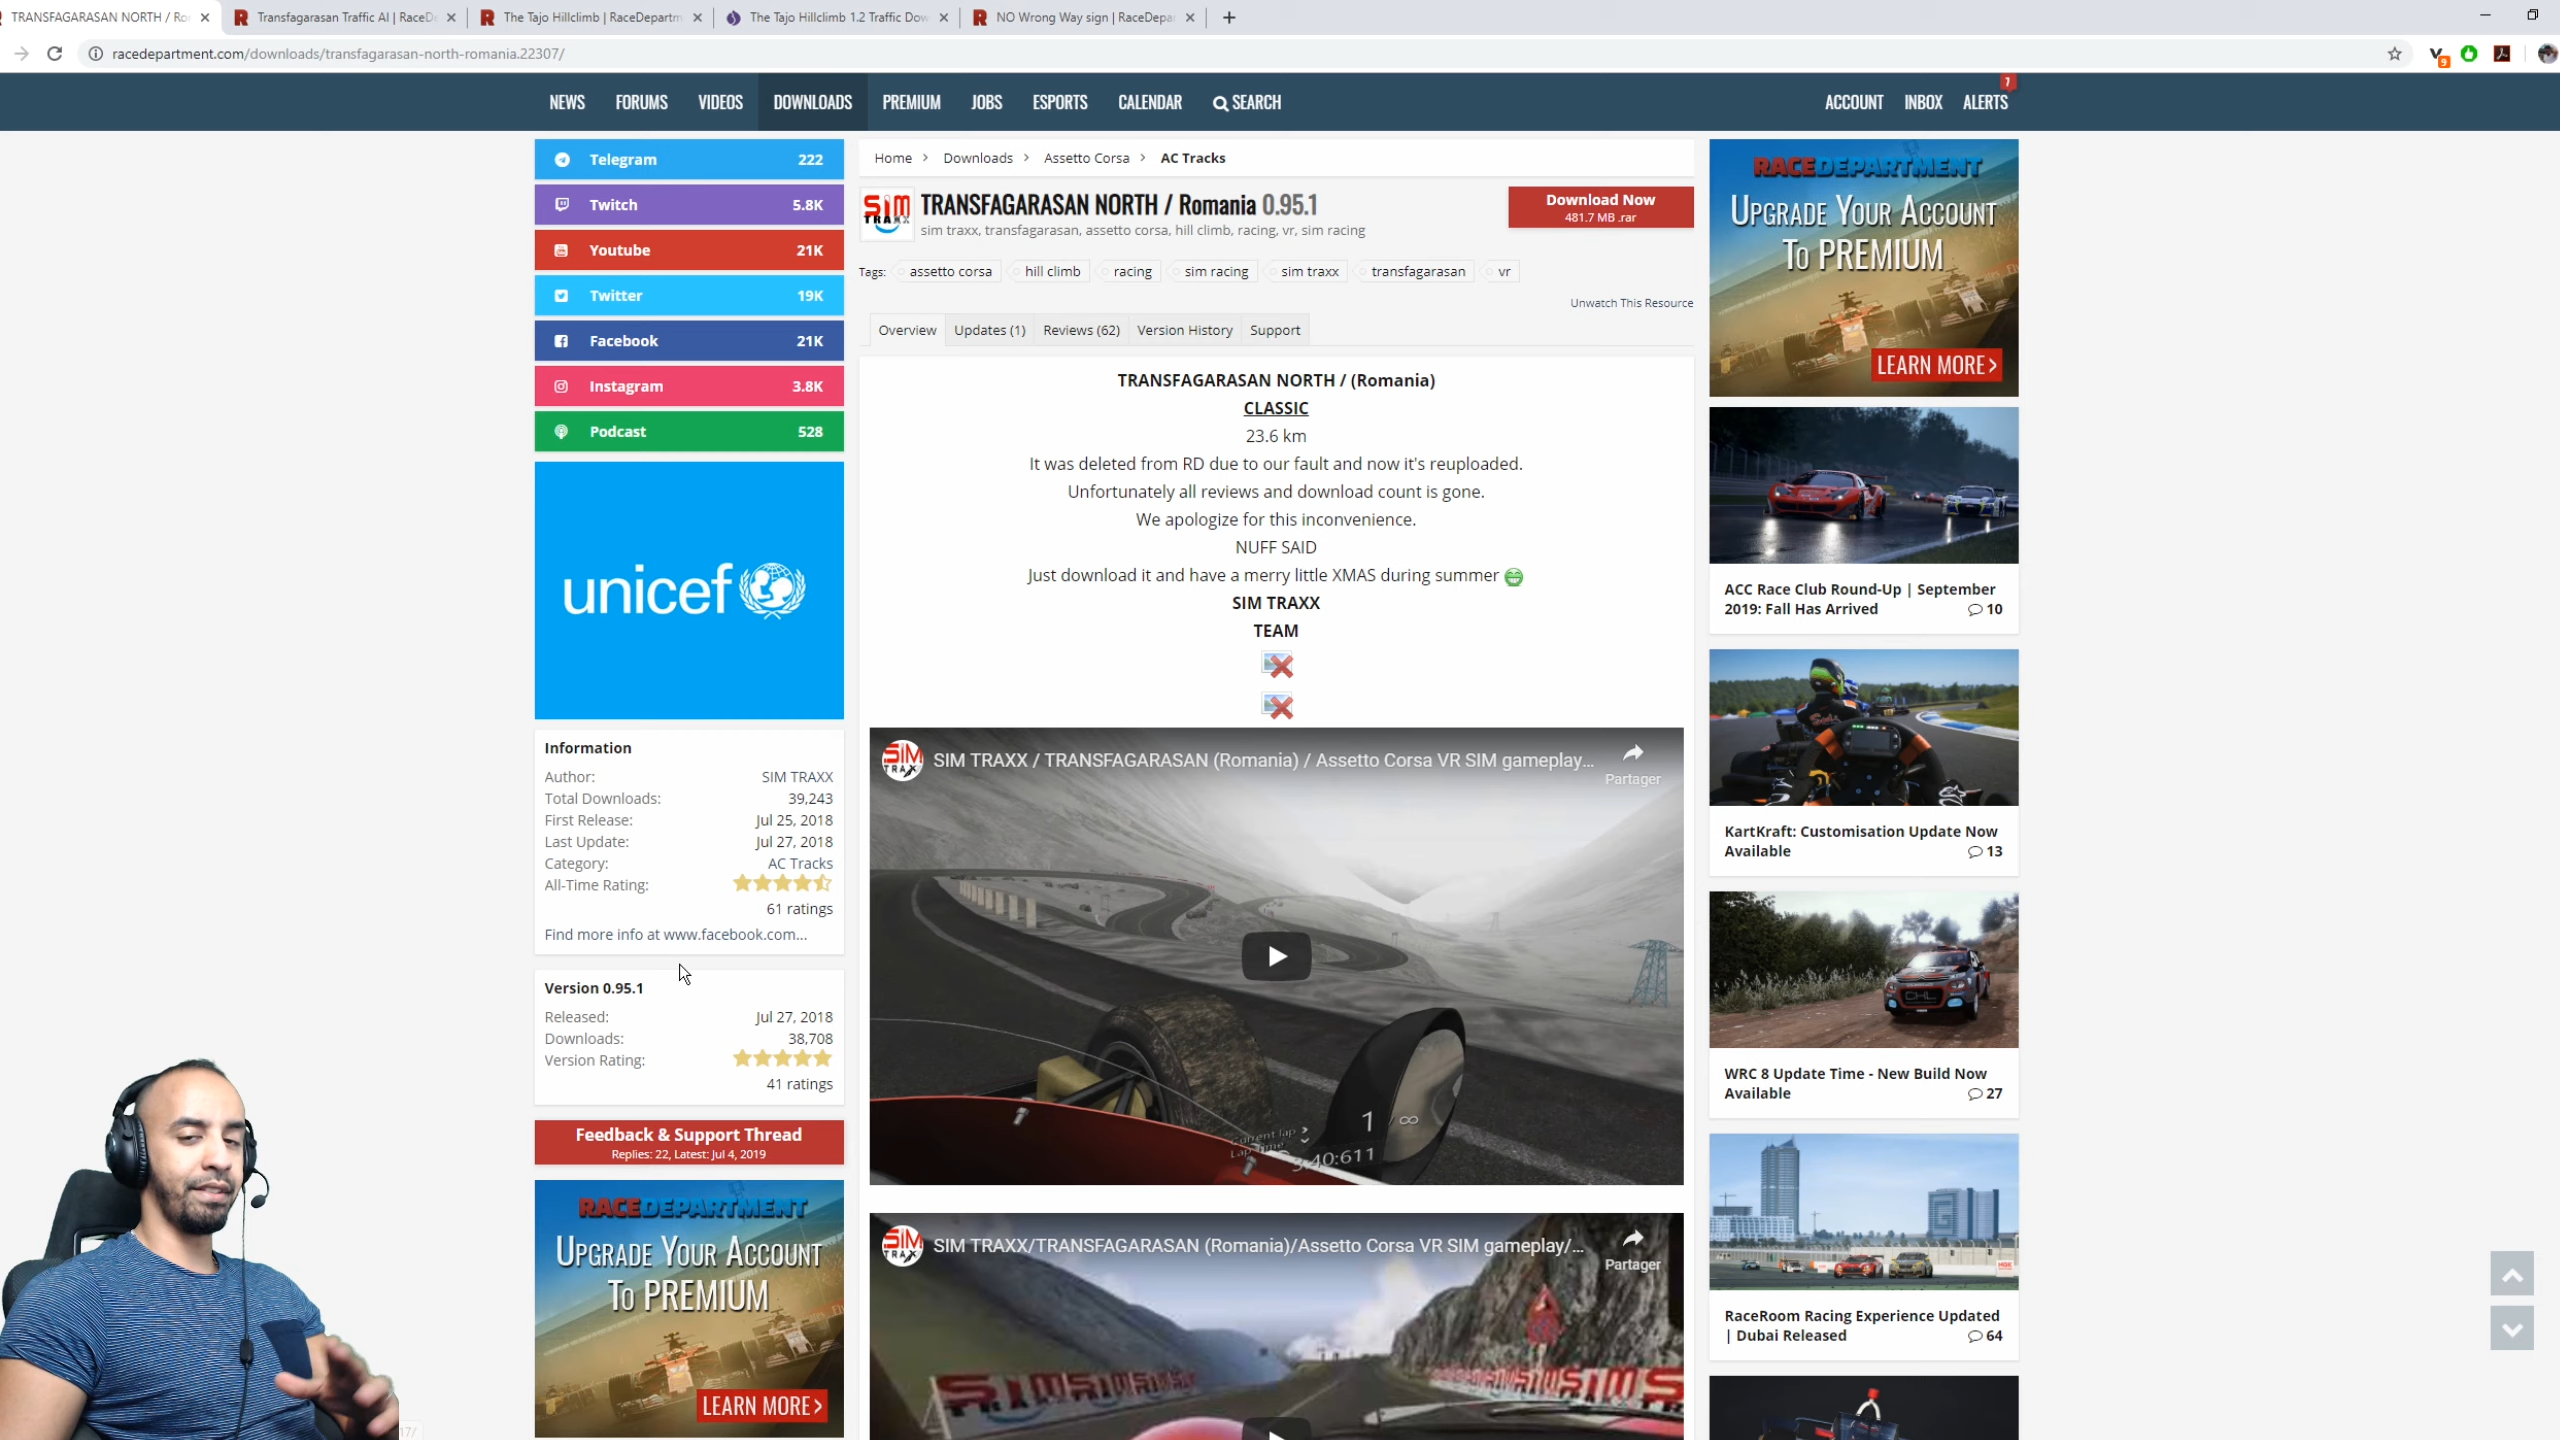 TRANSFAGARASAN NORTH / Ro
Transfagarasan Traffic AI | RaceD
The Tajo Hillclimb | RaceDepartm
The Tajo Hillclimb 1.2 Traffic Dow
NO Wrong Way sign | RaceDepa
racedepartment.com/downloads/transfagarasan-north-romania.22307/
9
NEWS FORUMS VIDEOS DOWNLOADS PREMIUM JOBS ESPORTS CALENDAR SEARCH
ACCOUNT INBOX ALERTS 7
Telegram 222
Twitch 5.8K
Youtube 21K
Twitter 19K
Facebook 21K
Instagram 3.8K
Podcast 528
unicef
Information
Author: SIM TRAXX
Total Downloads: 39,243
First Release: Jul 25, 2018
Last Update: Jul 27, 2018
Category: AC Tracks
All-Time Rating:
61 ratings
Find more info at www.facebook.com...
Version 0.95.1
Released: Jul 27, 2018
Downloads: 38,708
Version Rating:
41 ratings
Feedback & Support Thread
Replies: 22, Latest: Jul 4, 2019
RACEDEPARTMENT
UPGRADE YOUR ACCOUNT
TO PREMIUM
LEARN MORE >
17/
Home > Downloads > Assetto Corsa > AC Tracks
SIM TRAXX
TRANSFAGARASAN NORTH / Romania 0.95.1
sim traxx, transfagarasan, assetto corsa, hill climb, racing, vr, sim racing
Download Now
481.7 MB .rar
Tags: assetto corsa hill climb racing sim racing sim traxx transfagarasan vr
Unwatch This Resource
Overview Updates (1) Reviews (62) Version History Support
TRANSFAGARASAN NORTH / (Romania)
CLASSIC
23.6 km
It was deleted from RD due to our fault and now it's reuploaded.
Unfortunately all reviews and download count is gone.
We apologize for this inconvenience.
NUFF SAID
Just download it and have a merry little XMAS during summer
SIM TRAXX
TEAM
SIM TRAXX / TRANSFAGARASAN (Romania) / Assetto Corsa VR SIM gameplay...
Partager
Current lap
Lap Time
1 / ∞
3:40:611
SIM TRAXX/TRANSFAGARASAN (Romania)/Assetto Corsa VR SIM gameplay/...
Partager
RACEDEPARTMENT
UPGRADE YOUR ACCOUNT
TO PREMIUM
LEARN MORE >
ACC Race Club Round-Up | September
2019: Fall Has Arrived 10
KartKraft: Customisation Update Now
Available 13
WRC 8 Update Time - New Build Now
Available 27
RaceRoom Racing Experience Updated
| Dubai Released 64